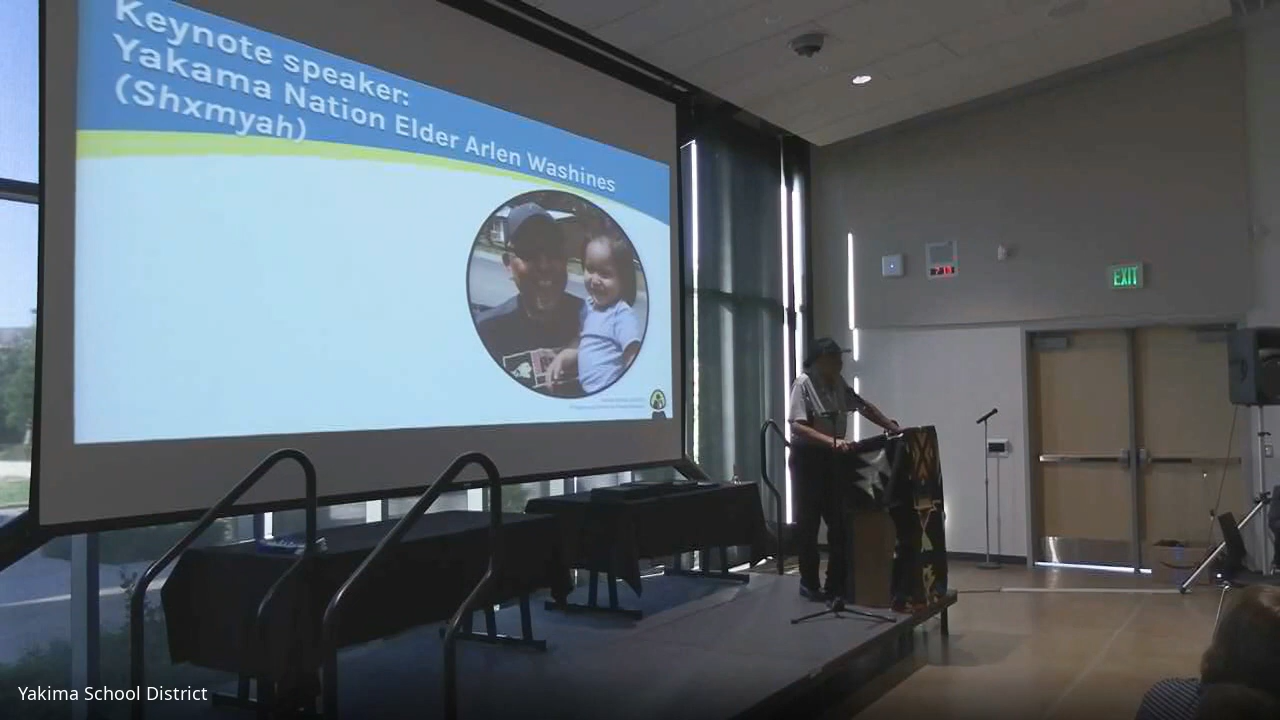 Keynote speaker:
Yakama Nation Elder Arlen Washines
(Shxmyah)
EXIT
Yakima School District